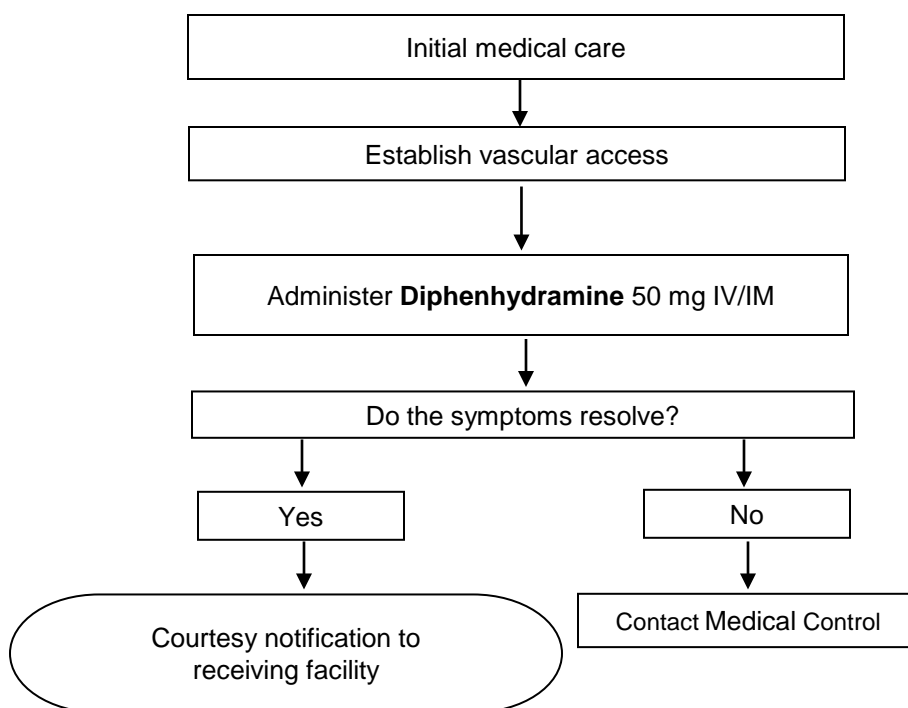 Initial medical care
Establish vascular access
Administer Diphenhydramine 50 mg IV/IM
Do the symptoms resolve?
Yes
No
Courtesy notification to
receiving facility
Contact Medical Control